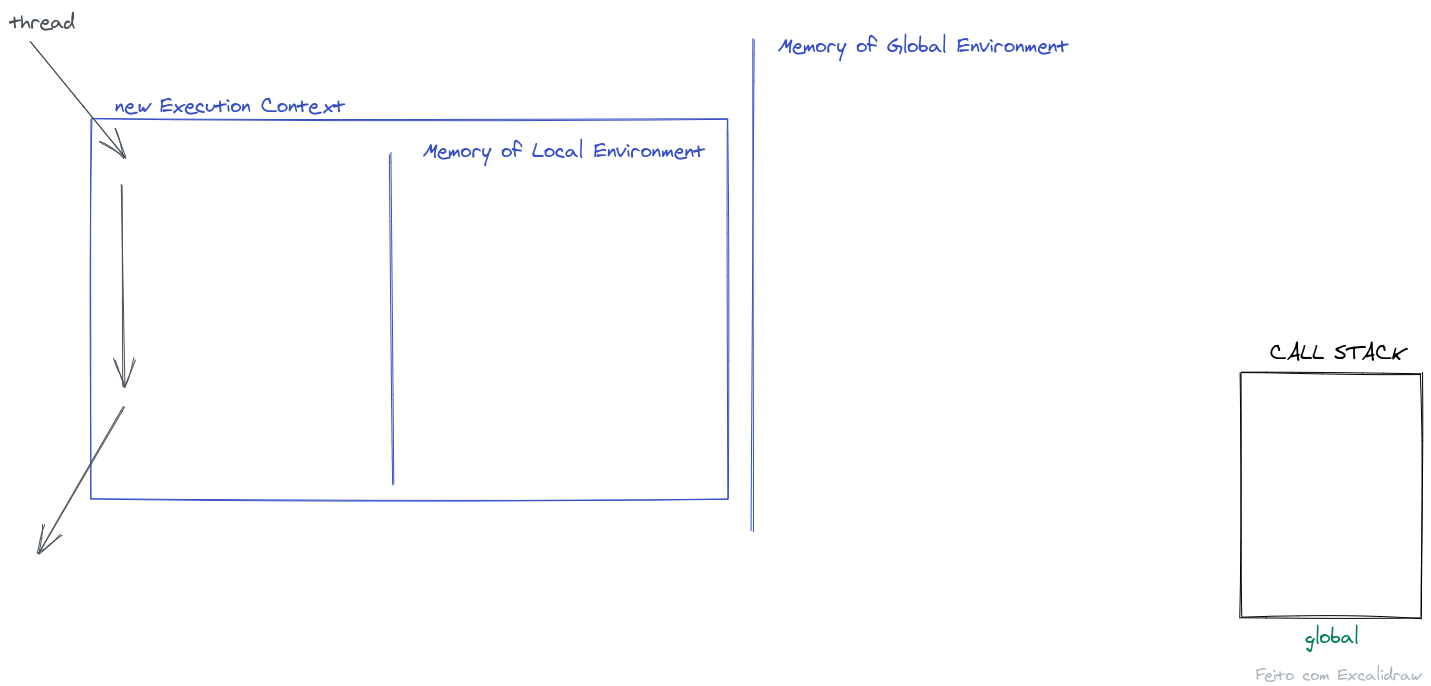 thread
Memory of Global Environment
new Execution Context
Memory of Local Environment
CALL STACK
global
Feito com Excalidraw